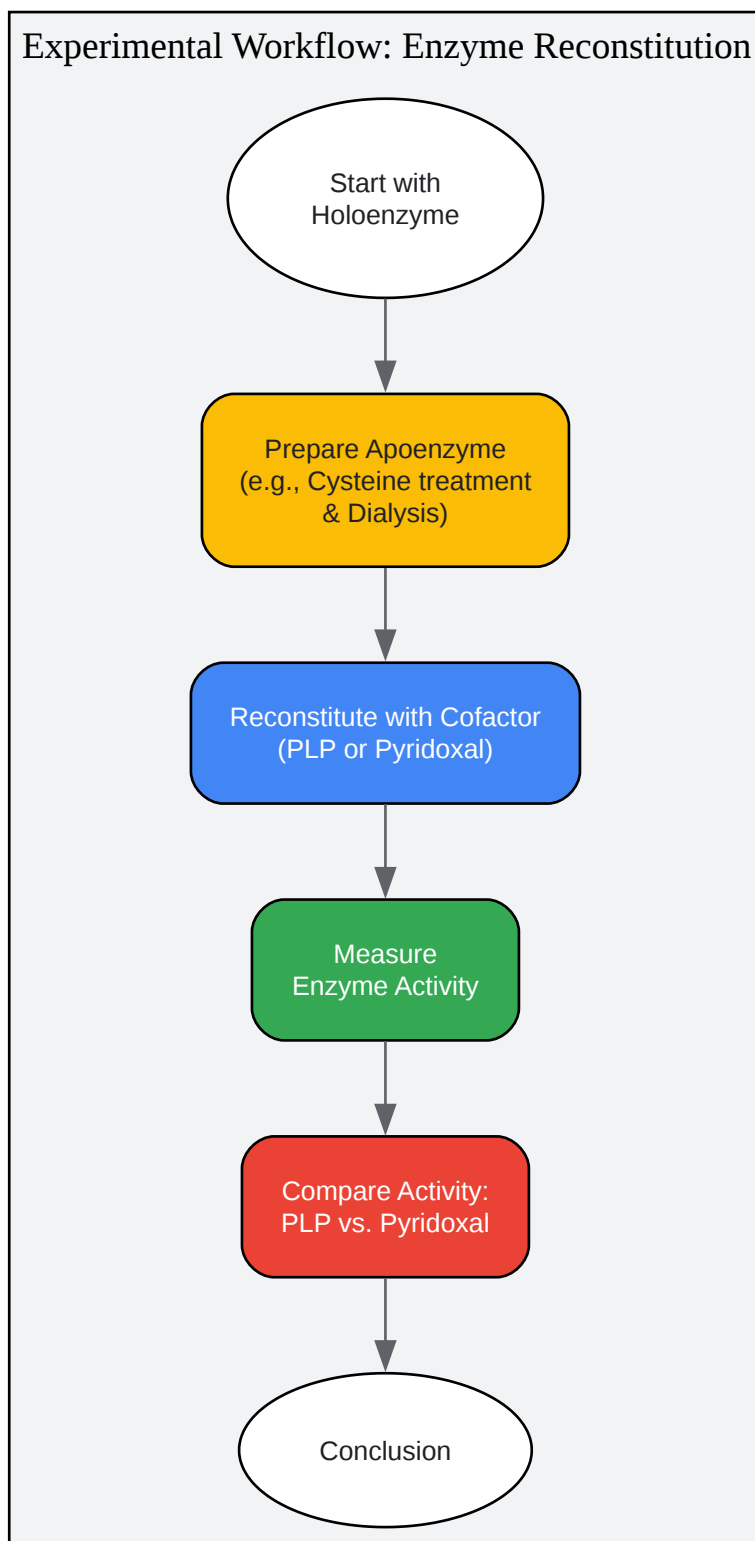 Experimental Workflow: Enzyme Reconstitution
Start with
Holoenzyme
Prepare Apoenzyme
(e.g., Cysteine treatment
& Dialysis)
Reconstitute with Cofactor
(PLP or Pyridoxal)
Measure
Enzyme Activity
Compare Activity:
PLP vs. Pyridoxal
Conclusion